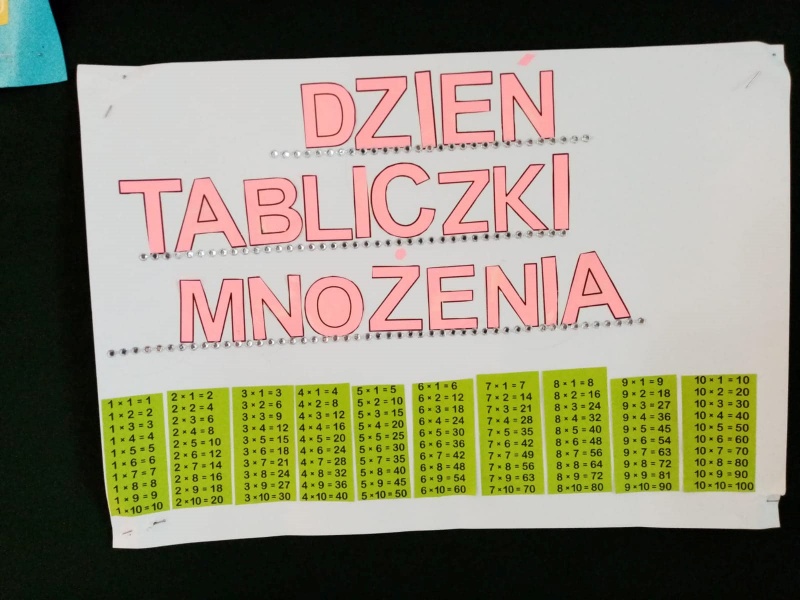 DZIEŃ
TABLICZKI
MNOŻENIA
1 × 1 = 1
1 × 2 = 2
1 × 3 = 3
1 × 4 = 4
1 × 5 = 5
1 × 6 = 6
1 × 7 = 7
1 × 8 = 8
1 × 9 = 9
1 × 10 = 10
2 × 1 = 2
2 × 2 = 4
2 × 3 = 6
2 × 4 = 8
2 × 5 = 10
2 × 6 = 12
2 × 7 = 14
2 × 8 = 16
2 × 9 = 18
2 × 10 = 20
3 × 1 = 3
3 × 2 = 6
3 × 3 = 9
3 × 4 = 12
3 × 5 = 15
3 × 6 = 18
3 × 7 = 21
3 × 8 = 24
3 × 9 = 27
3 × 10 = 30
4 × 1 = 4
4 × 2 = 8
4 × 3 = 12
4 × 4 = 16
4 × 5 = 20
4 × 6 = 24
4 × 7 = 28
4 × 8 = 32
4 × 9 = 36
4 × 10 = 40
5 × 1 = 5
5 × 2 = 10
5 × 3 = 15
5 × 4 = 20
5 × 5 = 25
5 × 6 = 30
5 × 7 = 35
5 × 8 = 40
5 × 9 = 45
5 × 10 = 50
6 × 1 = 6
6 × 2 = 12
6 × 3 = 18
6 × 4 = 24
6 × 5 = 30
6 × 6 = 36
6 × 7 = 42
6 × 8 = 48
6 × 9 = 54
6 × 10 = 60
7 × 1 = 7
7 × 2 = 14
7 × 3 = 21
7 × 4 = 28
7 × 5 = 35
7 × 6 = 42
7 × 7 = 49
7 × 8 = 56
7 × 9 = 63
7 × 10 = 70
8 × 1 = 8
8 × 2 = 16
8 × 3 = 24
8 × 4 = 32
8 × 5 = 40
8 × 6 = 48
8 × 7 = 56
8 × 8 = 64
8 × 9 = 72
8 × 10 = 80
9 × 1 = 9
9 × 2 = 18
9 × 3 = 27
9 × 4 = 36
9 × 5 = 45
9 × 6 = 54
9 × 7 = 63
9 × 8 = 72
9 × 9 = 81
9 × 10 = 90
10 × 1 = 10
10 × 2 = 20
10 × 3 = 30
10 × 4 = 40
10 × 5 = 50
10 × 6 = 60
10 × 7 = 70
10 × 8 = 80
10 × 9 = 90
10 × 10 = 100